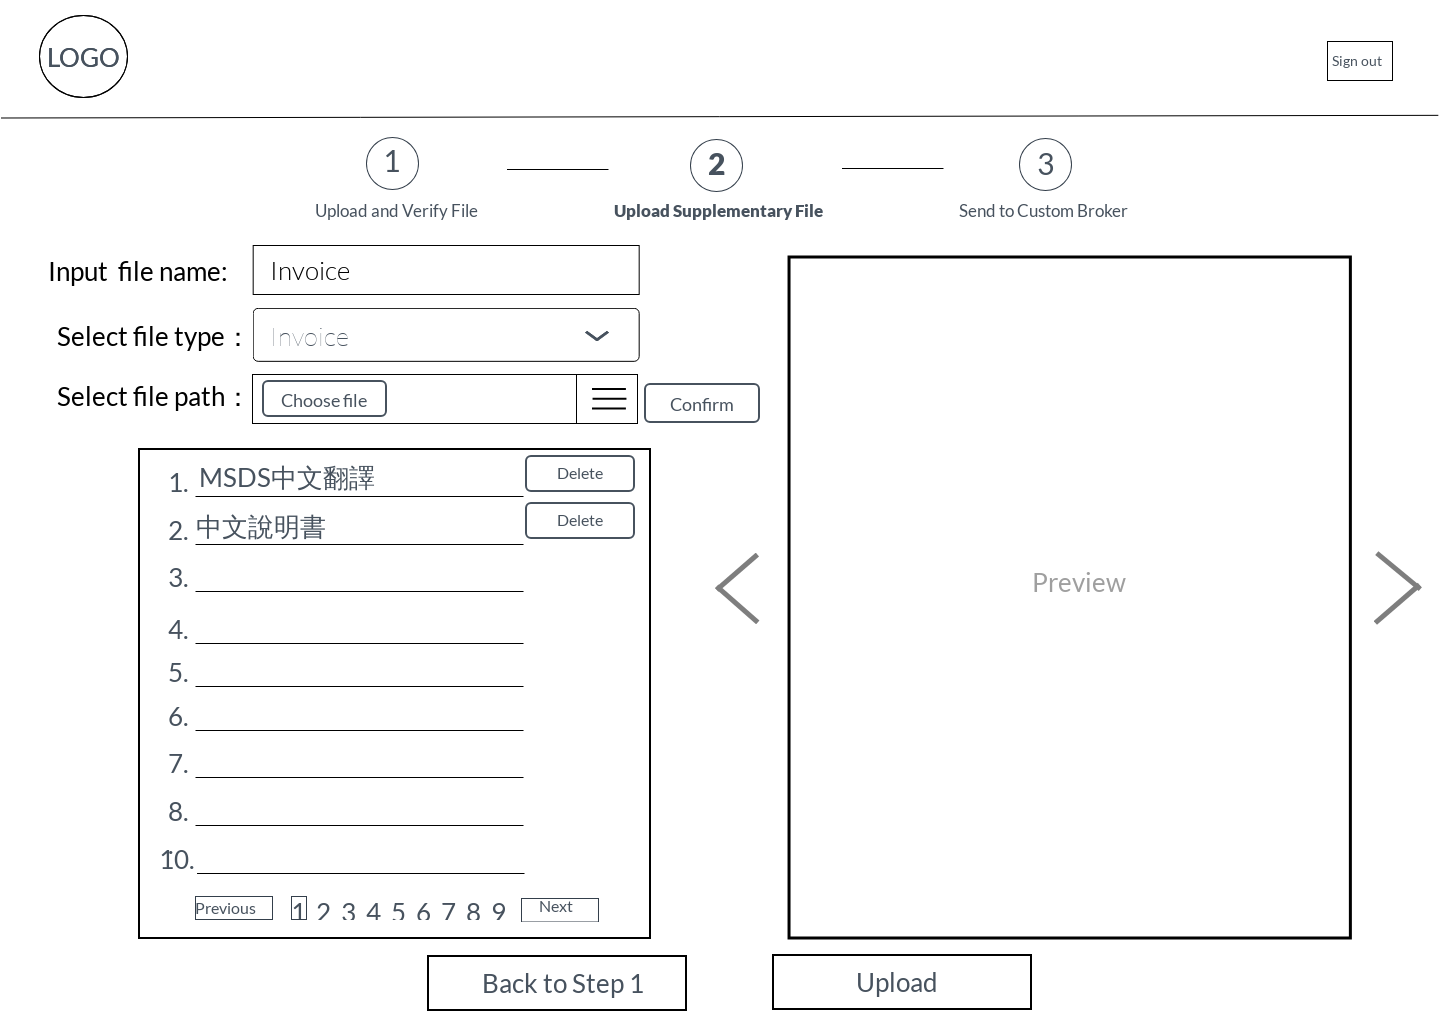 LOGO
Sign out
1
2
3
Upload and Verify File
Upload Supplementary File
Send to Custom Broker
Input file name:
Invoice
Select file type :
Invoice
Select file path :
Choose file
Confirm
1. MSDS中文翻譯
Delete
2. 中文說明書
Delete
3.
4.
5.
6.
7.
8.
10.
Previous 1 2 3 4 5 6 7 8 9 Next
Preview
Back to Step 1
Upload